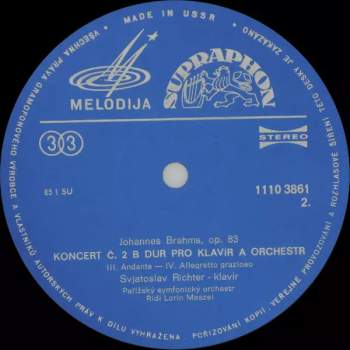 MADE IN USSR
MELODIJA
SUPRAPHON
33
STEREO
85 1 SU
1110 3861
2.
Johannes Brahms, op. 83
KONCERT Č. 2 B DUR PRO KLAVÍR A ORCHESTR
III. Andante – IV. Allegretto grazioso
Svjatoslav Richter - klavír
Pařížský symfonický orchestr
Řídí Lorin Maazel
VŠECHNA PRÁVA GRAMOFONOVÉHO VÝROBCE A VLASTNÍKŮ AUTORSKÝCH PRÁV K DÍLU VYHRAZENA
POŘIZOVÁNÍ KOPIÍ, VEŘEJNÉ PROVOZOVÁNÍ A ROZHLASOVÉ ŠÍŘENÍ TÉTO DESKY JE ZAKÁZÁNO